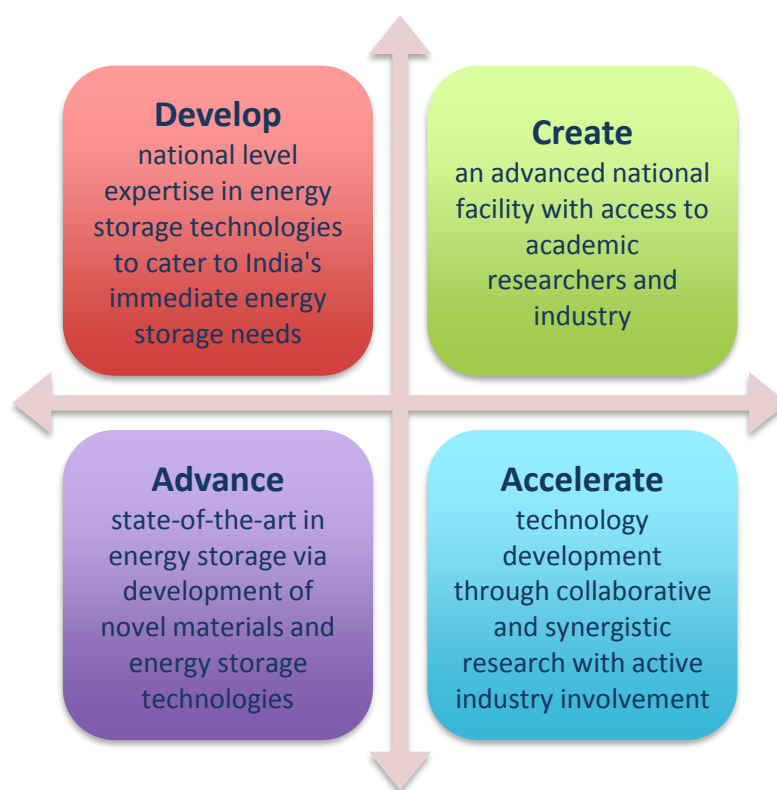 Develop
national level
expertise in energy
storage technologies
to cater to India's
immediate energy
storage needs
Create
an advanced national
facility with access to
academic
researchers and
industry
Advance
state-of-the-art in
energy storage via
development of
novel materials and
energy storage
technologies
Accelerate
technology
development
through collaborative
and synergistic
research with active
industry involvement